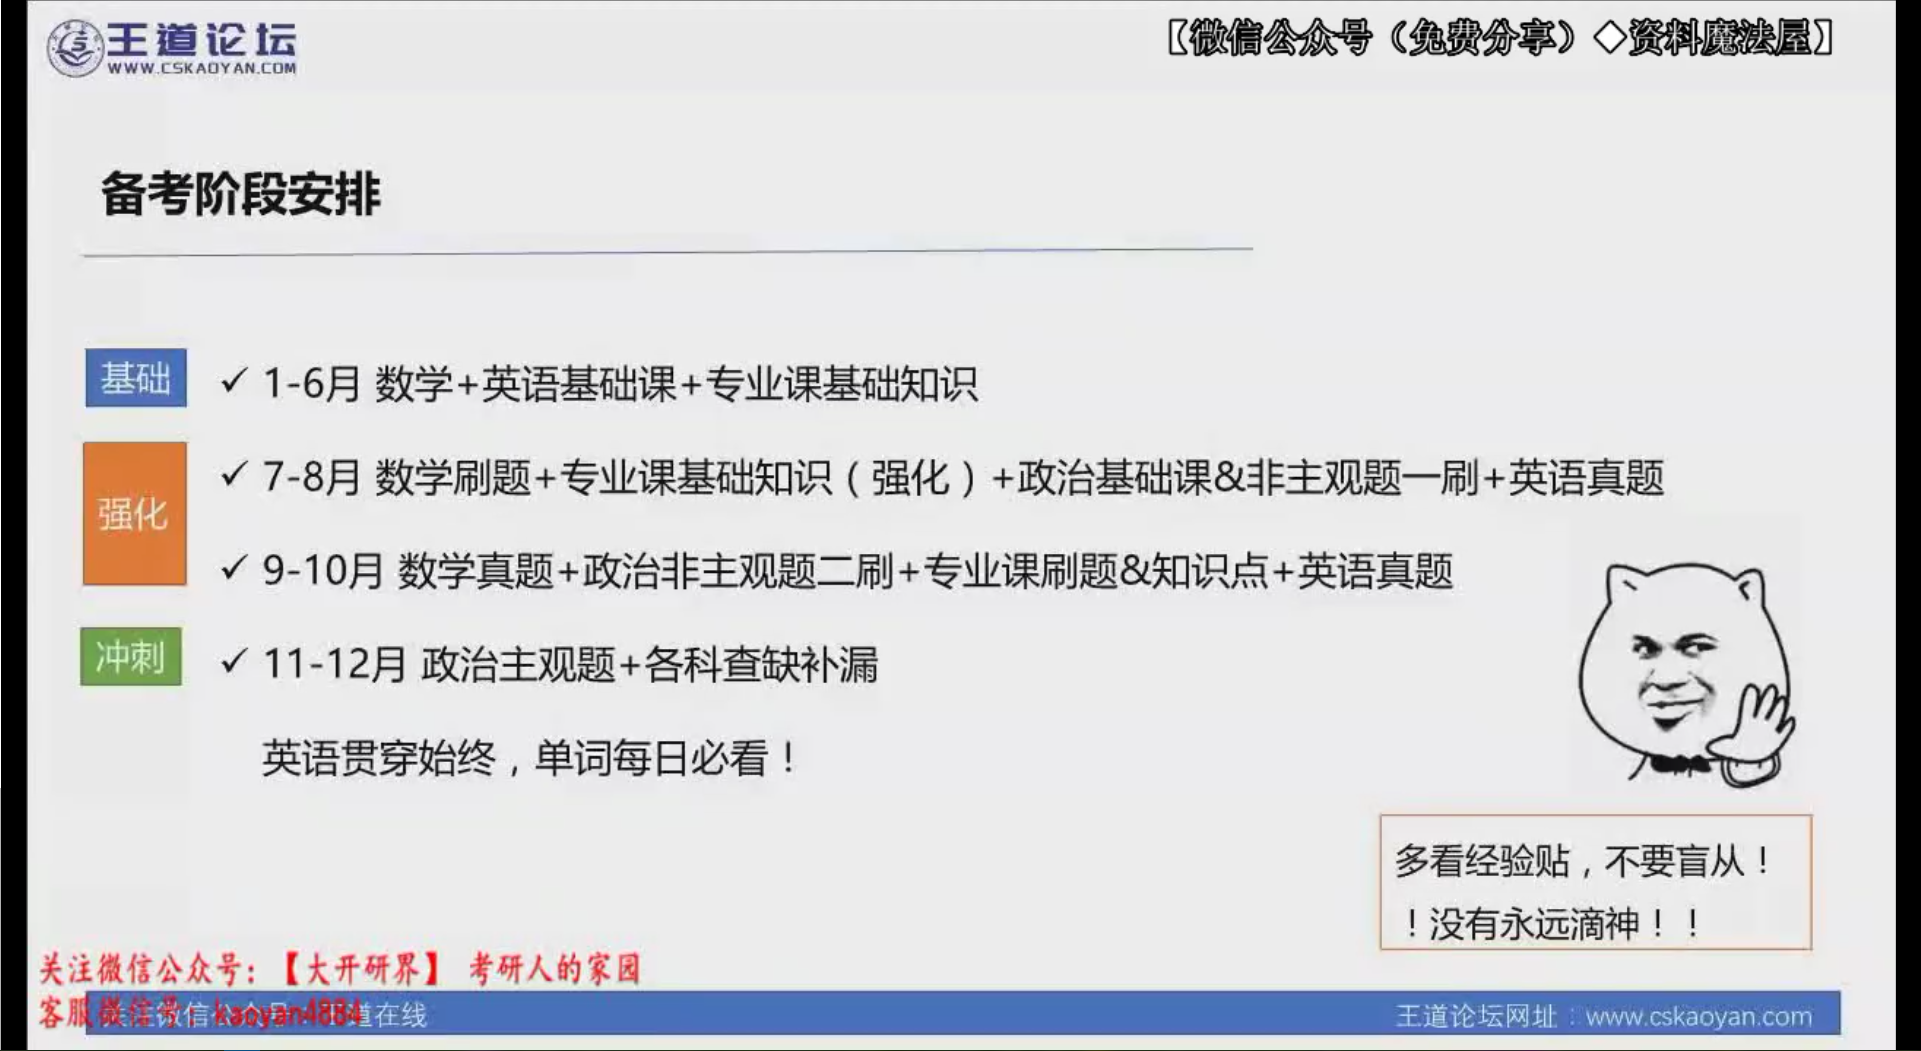 王道论坛
WWW.CSKAOYAN.COM
【微信公众号（免费分享）◇资料魔法屋】
备考阶段安排
基础
✓ 1-6月 数学+英语基础课+专业课基础知识
强化
✓ 7-8月 数学刷题+专业课基础知识（强化）+政治基础课&非主观题一刷+英语真题
✓ 9-10月 数学真题+政治非主观题二刷+专业课刷题&知识点+英语真题
冲刺
✓ 11-12月 政治主观题+各科查缺补漏
英语贯穿始终，单词每日必看！
多看经验贴，不要盲从！
！没有永远滴神！！
关注微信公众号：【大开研界】 考研人的家园
客服微信号：kaoyan4884
关注微信公众号：王道在线
王道论坛网址：www.cskaoyan.com